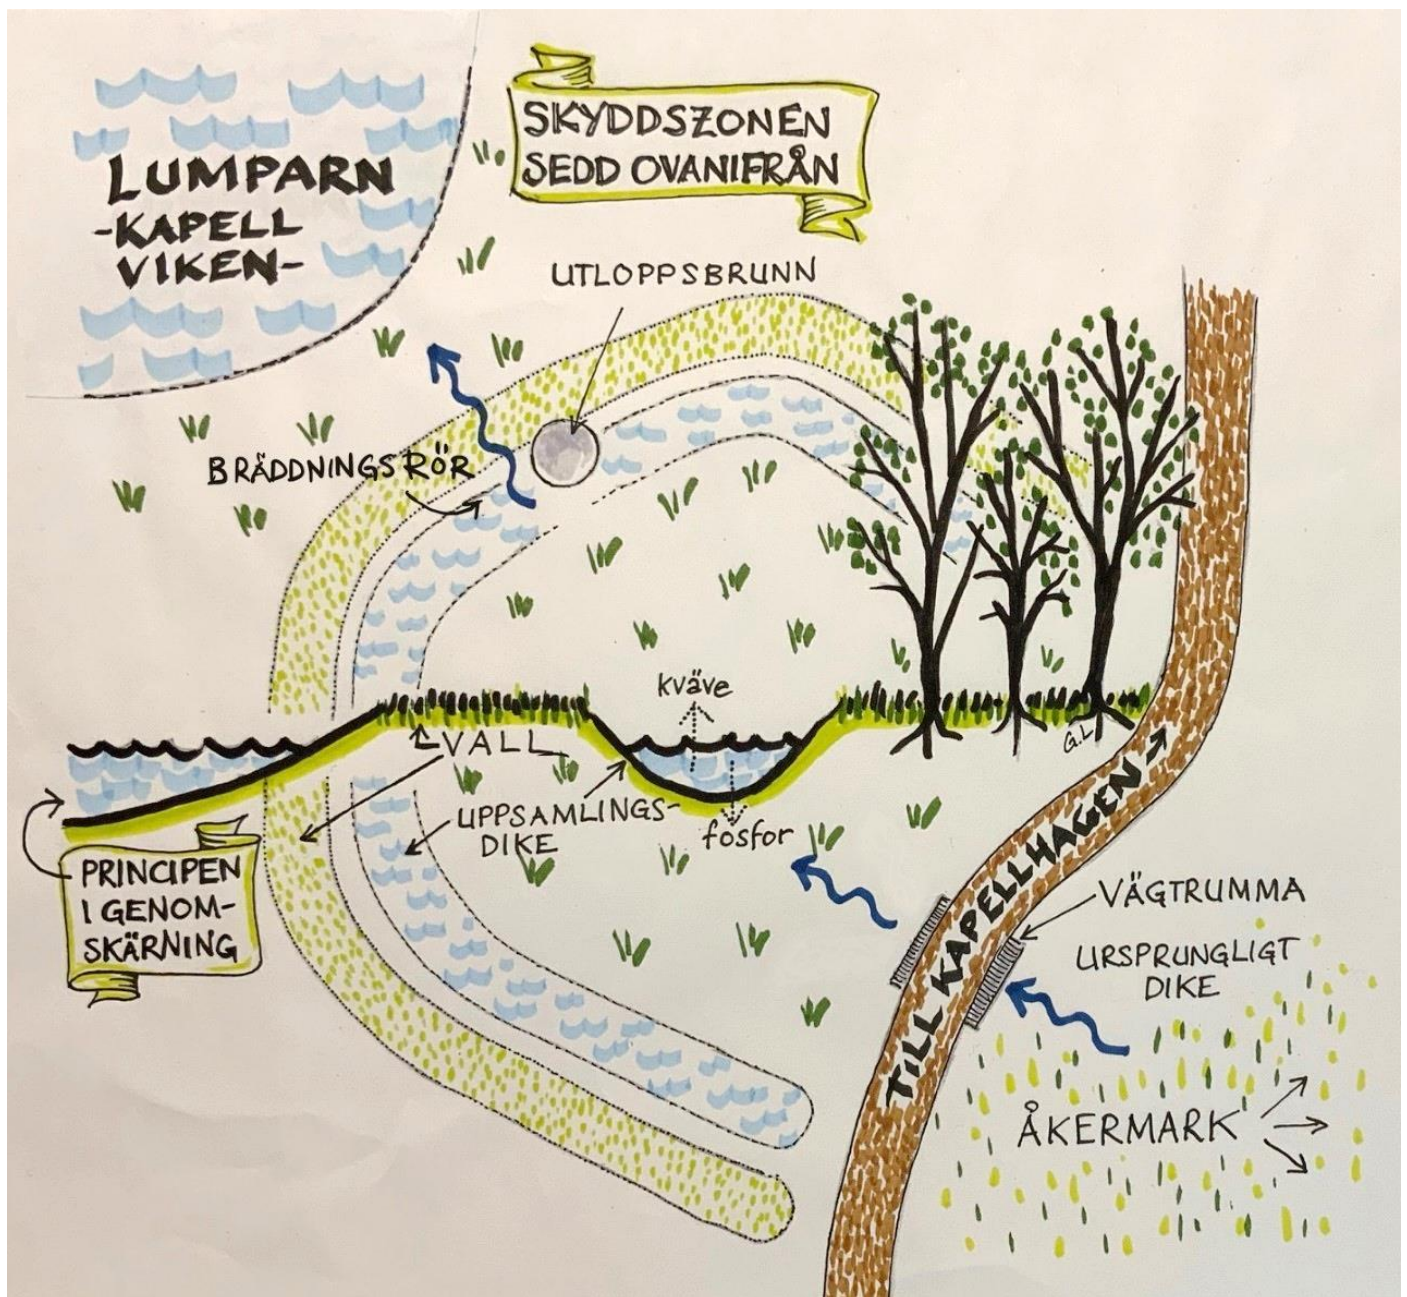 SKYDDSZONEN
SEDD OVANIFRÅN
LUMPARN
-KAPELL
VIKEN-
UTLOPPSBRUNN
BRÄDDNINGSRÖR
kväve
VALL
G.L
UPPSAMLINGS-
DIKE
fosfor
PRINCIPEN
I GENOM-
SKÄRNING
TILL KAPELLHAGEN
VÄGTRUMMA
URSPRUNGLIGT
DIKE
ÅKERMARK